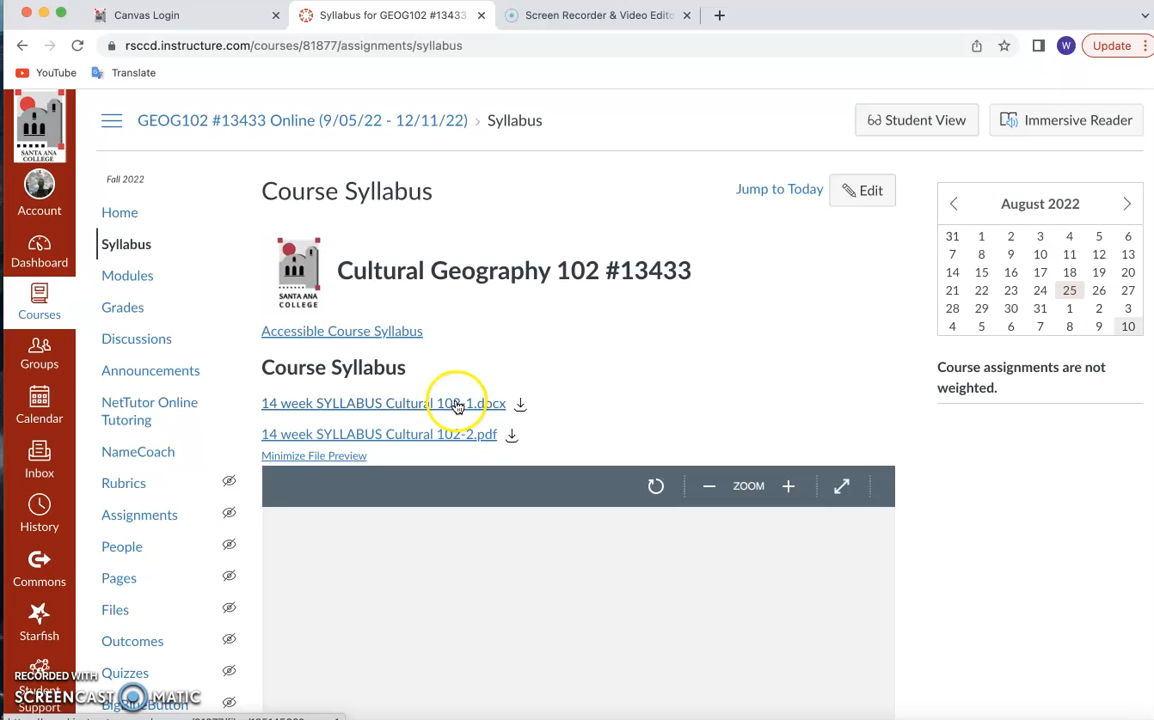 Canvas Login
Syllabus for GEOG102 #13433
Screen Recorder & Video Edito
rsccd.instructure.com/courses/81877/assignments/syllabus
W
Update
YouTube
Translate
SANTA ANA
COLLEGE
Account
Dashboard
Courses
Groups
Calendar
Inbox
History
Commons
Starfish
Student
Support
GEOG102 #13433 Online (9/05/22 - 12/11/22) › Syllabus
Student View
Immersive Reader
Fall 2022
Home
Syllabus
Modules
Grades
Discussions
Announcements
NetTutor Online
Tutoring
NameCoach
Rubrics
Assignments
People
Pages
Files
Outcomes
Quizzes
BigBlueButton
Course Syllabus
Jump to Today
Edit
SANTA ANA
COLLEGE
Cultural Geography 102 #13433
Accessible Course Syllabus
Course Syllabus
14 week SYLLABUS Cultural 102-1.docx
14 week SYLLABUS Cultural 102-2.pdf
Minimize File Preview
ZOOM
August 2022
31 1 2 3 4 5 6
7 8 9 10 11 12 13
14 15 16 17 18 19 20
21 22 23 24 25 26 27
28 29 30 31 1 2 3
4 5 6 7 8 9 10
Course assignments are not
weighted.
RECORDED WITH
SCREENCAST MATIC